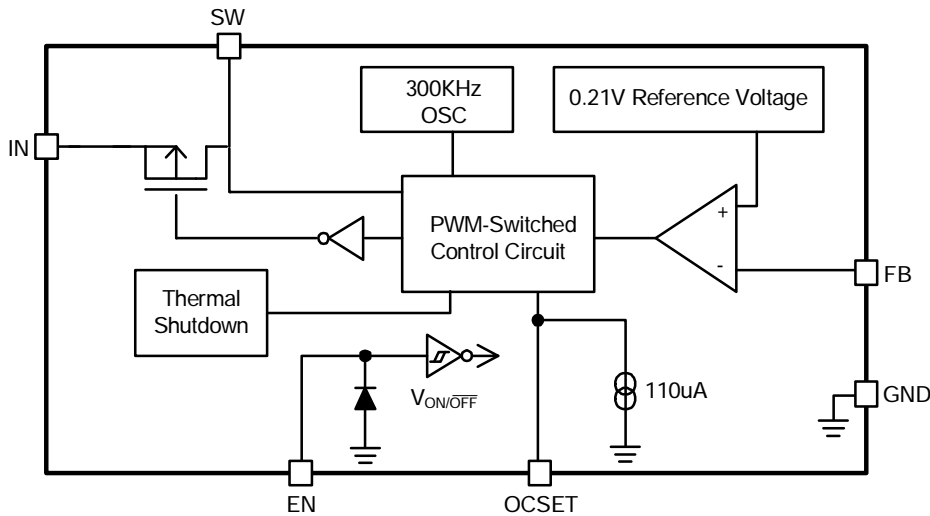 SW
300KHz
OSC
0.21V Reference Voltage
IN
PWM-Switched
Control Circuit
+
-
FB
Thermal
Shutdown
VON/OFF
110uA
GND
EN
OCSET